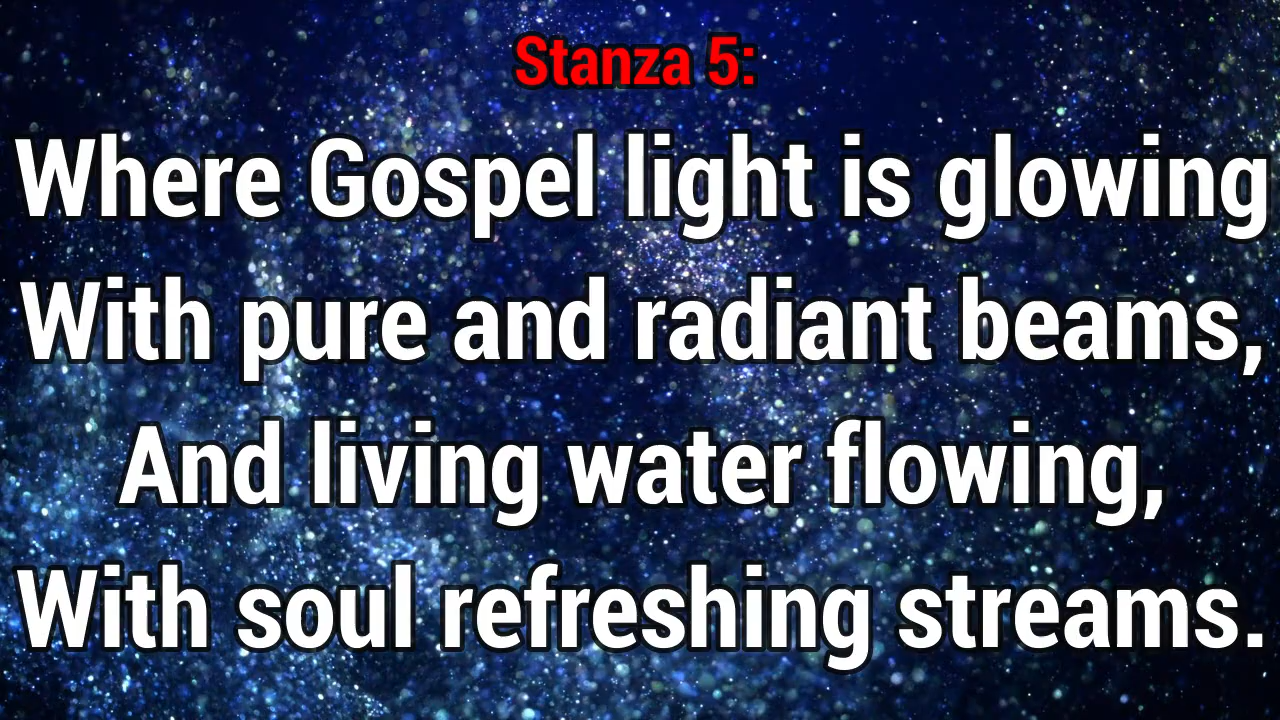 Stanza 5:
Where Gospel light is glowing
With pure and radiant beams,
And living water flowing,
With soul refreshing streams.